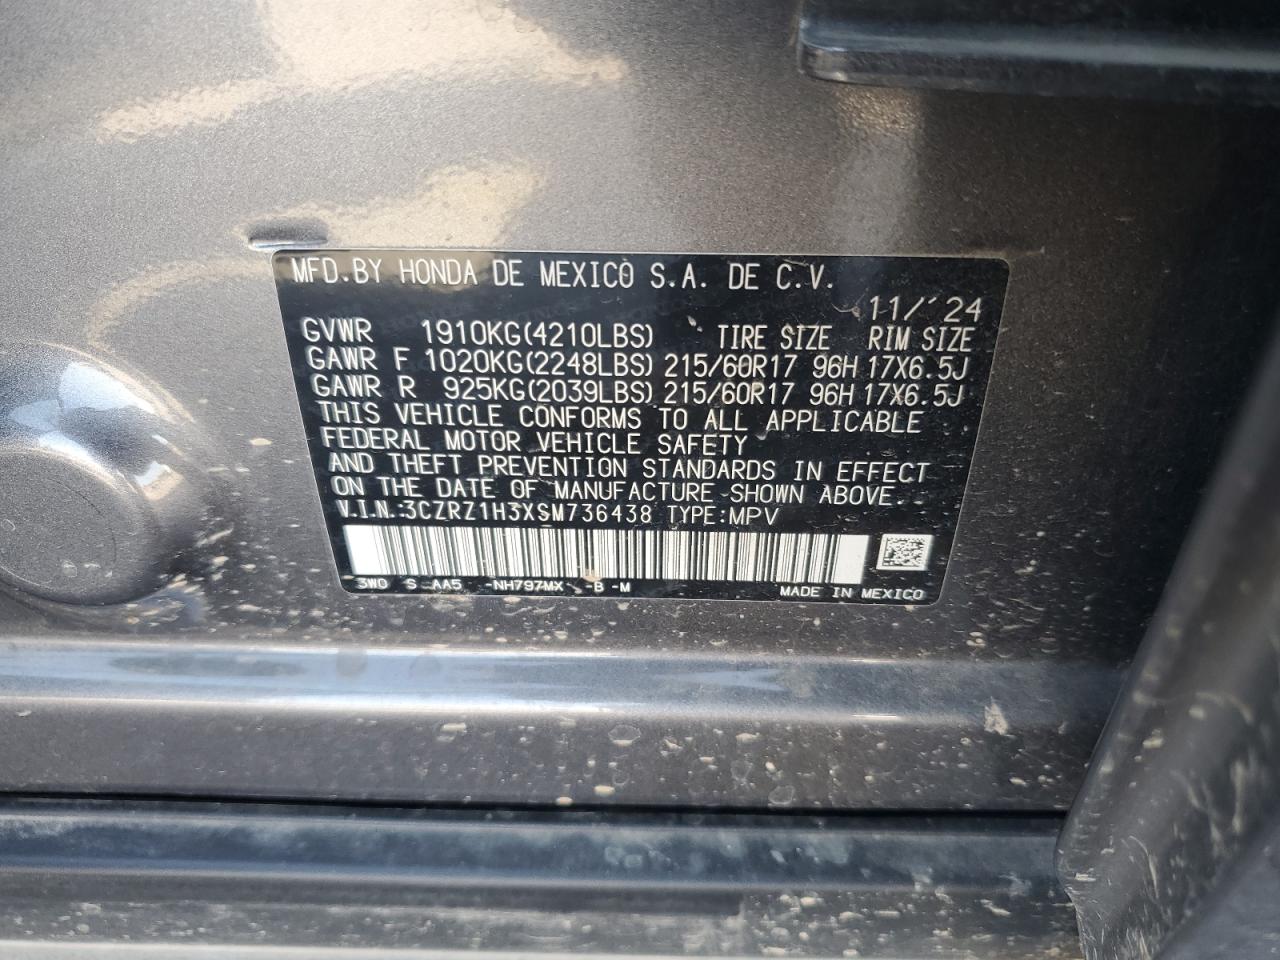 MFD.BY HONDA DE MEXICO S.A. DE C.V.
11/'24
GVWR 1910KG(4210LBS) TIRE SIZE RIM SIZE
GAWR F 1020KG(2248LBS) 215/60R17 96H 17X6.5J
GAWR R 925KG(2039LBS) 215/60R17 96H 17X6.5J
THIS VEHICLE CONFORMS TO ALL APPLICABLE
FEDERAL MOTOR VEHICLE SAFETY
AND THEFT PREVENTION STANDARDS IN EFFECT
ON THE DATE OF MANUFACTURE SHOWN ABOVE.
V.I.N.:3CZRZ1H3XSM736438 TYPE:MPV
3W0 S AA5 -NH797MX -B -M MADE IN MEXICO